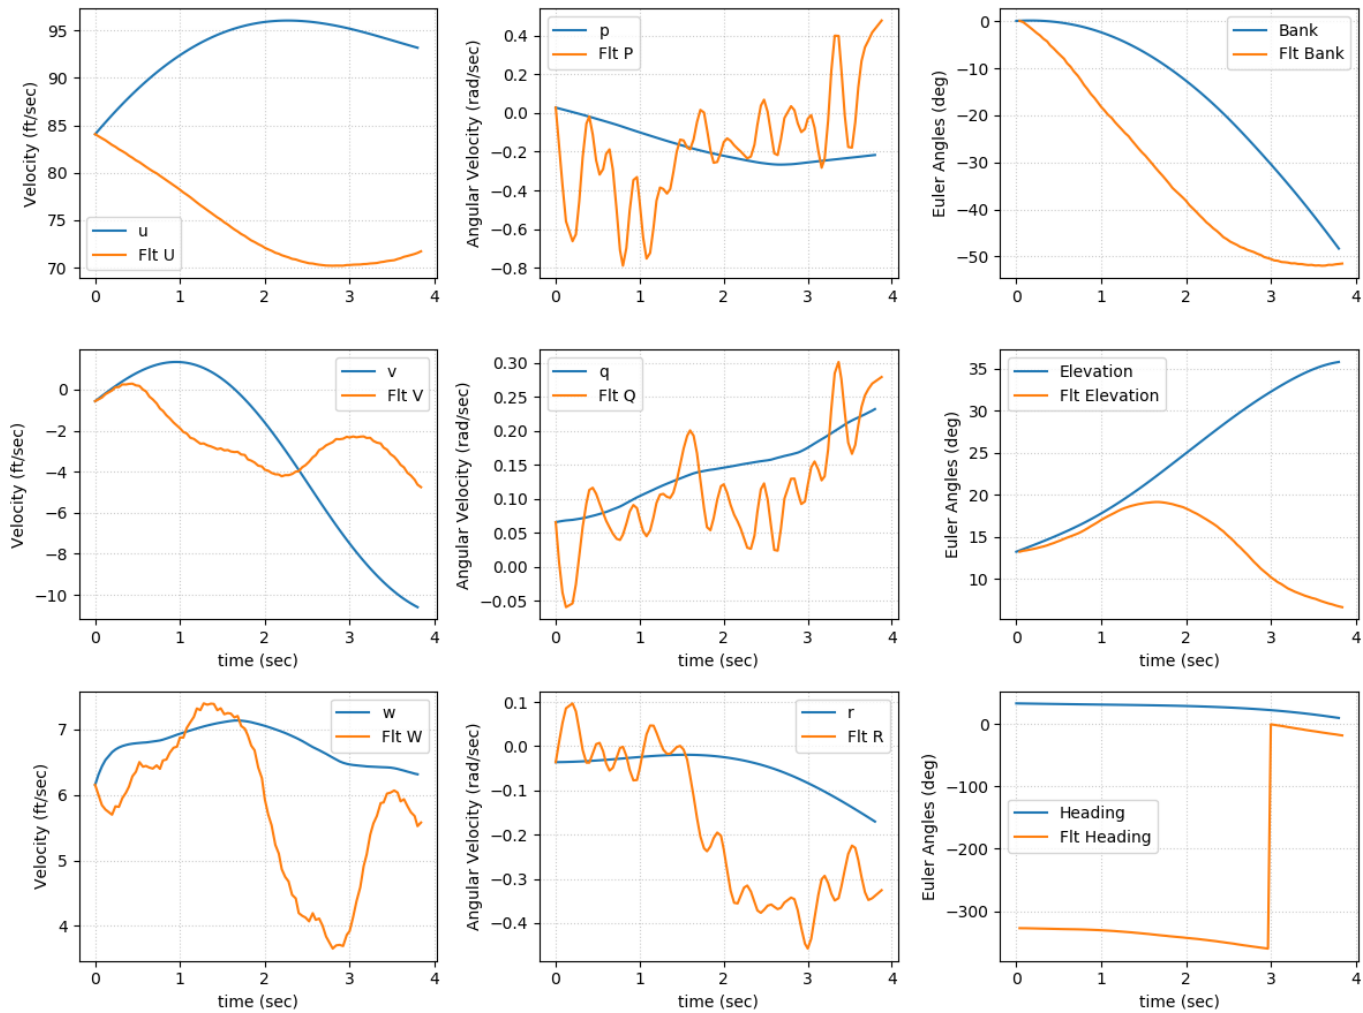 Velocity (ft/sec)
95
90
85
80
75
70
0
1
2
3
4
u
Flt U
Angular Velocity (rad/sec)
0.4
0.2
0.0
−0.2
−0.4
−0.6
−0.8
0
1
2
3
4
p
Flt P
Euler Angles (deg)
0
−10
−20
−30
−40
−50
0
1
2
3
4
Bank
Flt Bank
Velocity (ft/sec)
0
−2
−4
−6
−8
−10
0
1
2
3
4
time (sec)
v
Flt V
Angular Velocity (rad/sec)
0.30
0.25
0.20
0.15
0.10
0.05
0.00
−0.05
0
1
2
3
4
time (sec)
q
Flt Q
Euler Angles (deg)
35
30
25
20
15
10
0
1
2
3
4
time (sec)
Elevation
Flt Elevation
Velocity (ft/sec)
7
6
5
4
0
1
2
3
4
time (sec)
w
Flt W
Angular Velocity (rad/sec)
0.1
0.0
−0.1
−0.2
−0.3
−0.4
0
1
2
3
4
time (sec)
r
Flt R
Euler Angles (deg)
0
−100
−200
−300
0
1
2
3
4
time (sec)
Heading
Flt Heading